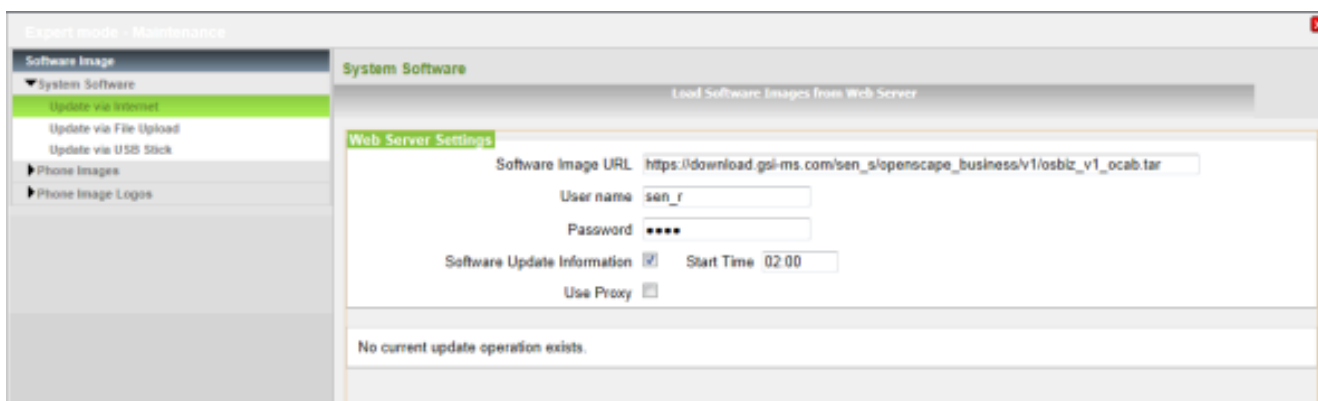 Expert mode - Maintenance
Software Image
System Software
Update via Internet
Update via File Upload
Update via USB Stick
Phone Images
Phone Image Logos
System Software
Load Software Images from Web Server
Web Server Settings
Software Image URL https://download.gsi-ms.com/sen_s/openscape_business/v1/osbiz_v1_ocab.tar
User name sen_r
Password ••••
Software Update Information Start Time 02:00
Use Proxy
No current update operation exists.